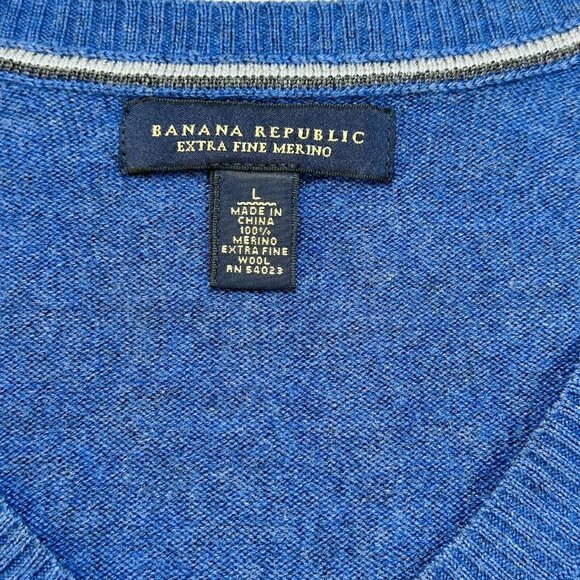 BANANA REPUBLIC
EXTRA FINE MERINO
L
MADE IN
CHINA
100%
MERINO
EXTRA FINE
WOOL
RN 54023